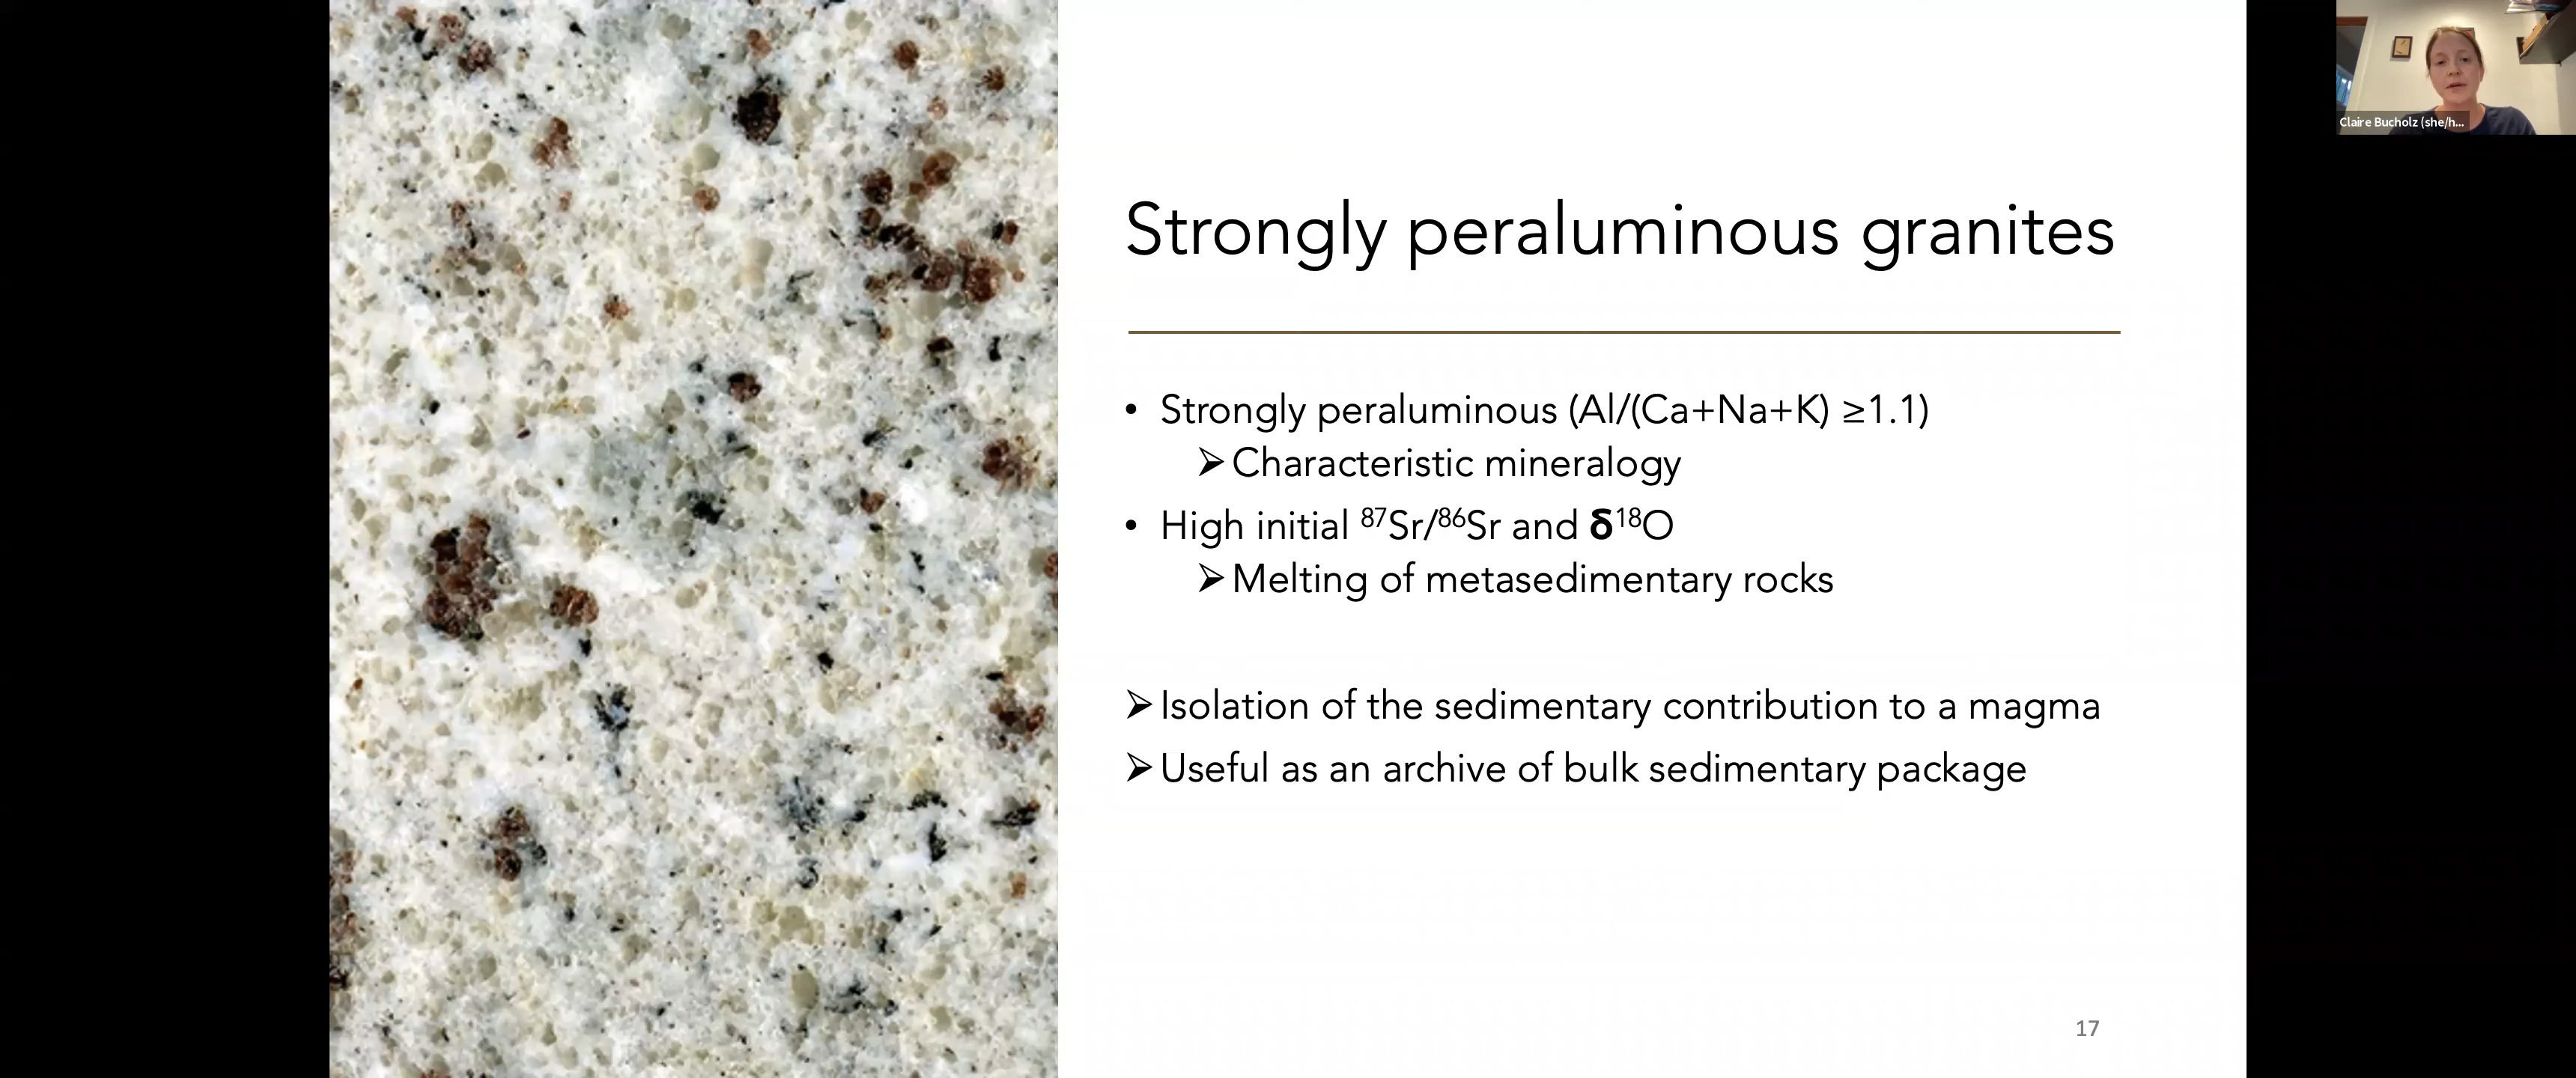 Claire Bucholz (she/h...
Strongly peraluminous granites
• Strongly peraluminous (Al/(Ca+Na+K) ≥1.1)
➢ Characteristic mineralogy
• High initial ⁸⁷Sr/⁸⁶Sr and δ¹⁸O
➢ Melting of metasedimentary rocks
➢ Isolation of the sedimentary contribution to a magma
➢ Useful as an archive of bulk sedimentary package
17